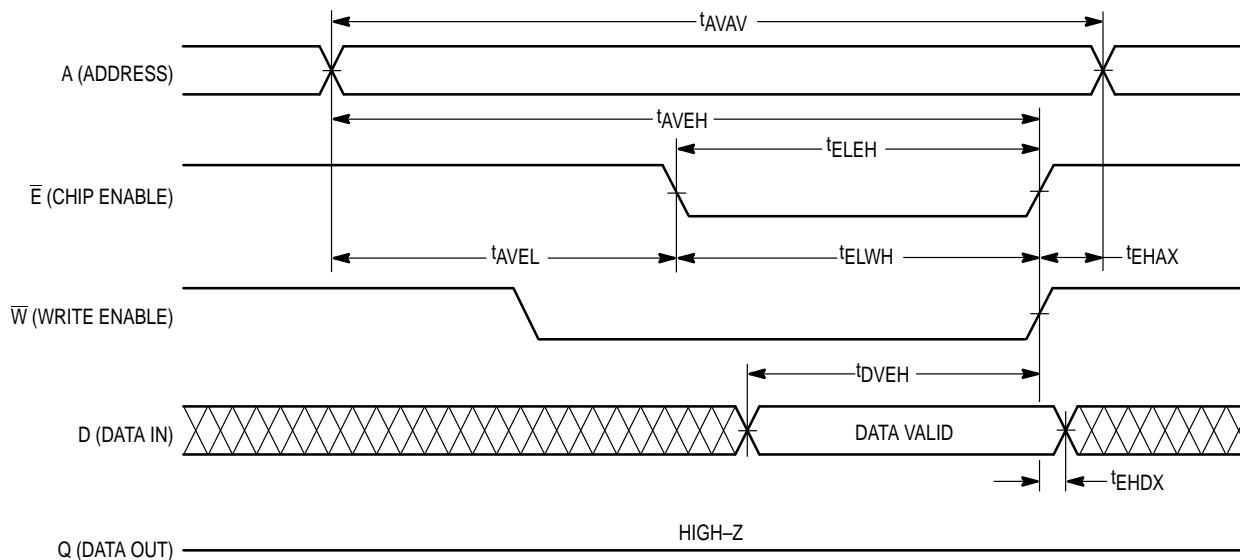 tAVAV
A (ADDRESS)
tAVEH
tELEH
E̅ (CHIP ENABLE)
tAVEL
tELWH
tEHAX
W̅ (WRITE ENABLE)
tDVEH
D (DATA IN)
DATA VALID
tEHDX
HIGH–Z
Q (DATA OUT)